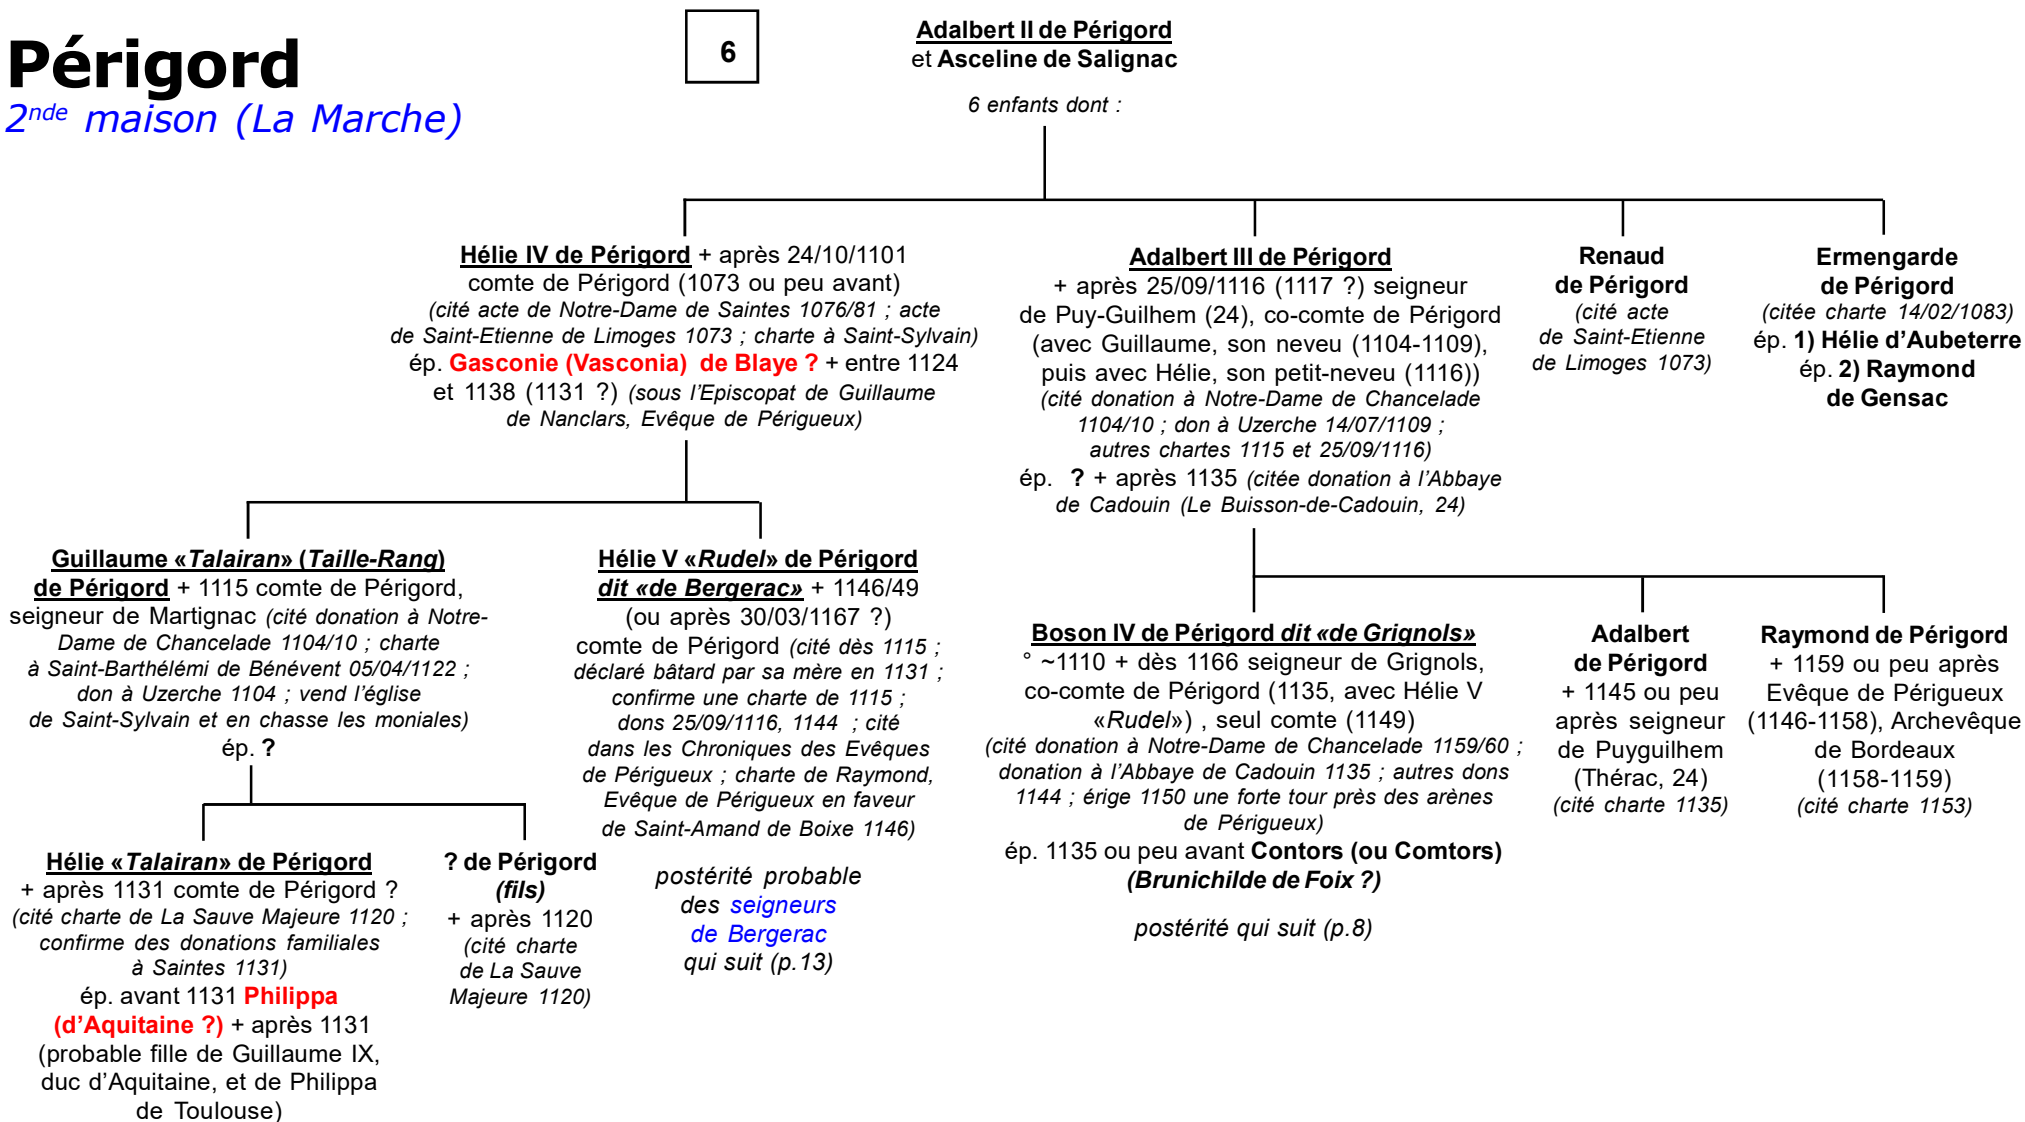 Périgord
2nde maison (La Marche)
6
Adalbert II de Périgord
et Asceline de Salignac
6 enfants dont :
Hélie IV de Périgord + après 24/10/1101
comte de Périgord (1073 ou peu avant)
(cité acte de Notre-Dame de Saintes 1076/81 ; acte
de Saint-Etienne de Limoges 1073 ; charte à Saint-Sylvain)
ép. Gasconie (Vasconia) de Blaye ? + entre 1124
et 1138 (1131 ?) (sous l'Episcopat de Guillaume
de Nanclars, Evêque de Périgueux)
Adalbert III de Périgord
+ après 25/09/1116 (1117 ?) seigneur
de Puy-Guilhem (24), co-comte de Périgord
(avec Guillaume, son neveu (1104-1109),
puis avec Hélie, son petit-neveu (1116))
(cité donation à Notre-Dame de Chancelade
1104/10 ; don à Uzerche 14/07/1109 ;
autres chartes 1115 et 25/09/1116)
ép. ? + après 1135 (citée donation à l'Abbaye
de Cadouin (Le Buisson-de-Cadouin, 24)
Renaud
de Périgord
(cité acte
de Saint-Etienne
de Limoges 1073)
Ermengarde
de Périgord
(citée charte 14/02/1083)
ép. 1) Hélie d'Aubeterre
ép. 2) Raymond
de Gensac
Guillaume «Talairan» (Taille-Rang)
de Périgord + 1115 comte de Périgord,
seigneur de Martignac (cité donation à Notre-
Dame de Chancelade 1104/10 ; charte
à Saint-Barthélémi de Bénévent 05/04/1122 ;
don à Uzerche 1104 ; vend l'église
de Saint-Sylvain et en chasse les moniales)
ép. ?
Hélie V «Rudel» de Périgord
dit «de Bergerac» + 1146/49
(ou après 30/03/1167 ?)
comte de Périgord (cité dès 1115 ;
déclaré bâtard par sa mère en 1131 ;
confirme une charte de 1115 ;
dons 25/09/1116, 1144 ; cité
dans les Chroniques des Evêques
de Périgueux ; charte de Raymond,
Evêque de Périgueux en faveur
de Saint-Amand de Boixe 1146)
postérité probable
des seigneurs
de Bergerac
qui suit (p.13)
Boson IV de Périgord dit «de Grignols»
° ~1110 + dès 1166 seigneur de Grignols,
co-comte de Périgord (1135, avec Hélie V
«Rudel») , seul comte (1149)
(cité donation à Notre-Dame de Chancelade 1159/60 ;
donation à l'Abbaye de Cadouin 1135 ; autres dons
1144 ; érige 1150 une forte tour près des arènes
de Périgueux)
ép. 1135 ou peu avant Contors (ou Comtors)
(Brunichilde de Foix ?)
postérité qui suit (p.8)
Adalbert
de Périgord
+ 1145 ou peu
après seigneur
de Puyguilhem
(Thérac, 24)
(cité charte 1135)
Raymond de Périgord
+ 1159 ou peu après
Evêque de Périgueux
(1146-1158), Archevêque
de Bordeaux
(1158-1159)
(cité charte 1153)
Hélie «Talairan» de Périgord
+ après 1131 comte de Périgord ?
(cité charte de La Sauve Majeure 1120 ;
confirme des donations familiales
à Saintes 1131)
ép. avant 1131 Philippa
(d'Aquitaine ?) + après 1131
(probable fille de Guillaume IX,
duc d'Aquitaine, et de Philippa
de Toulouse)
? de Périgord
(fils)
+ après 1120
(cité charte
de La Sauve
Majeure 1120)